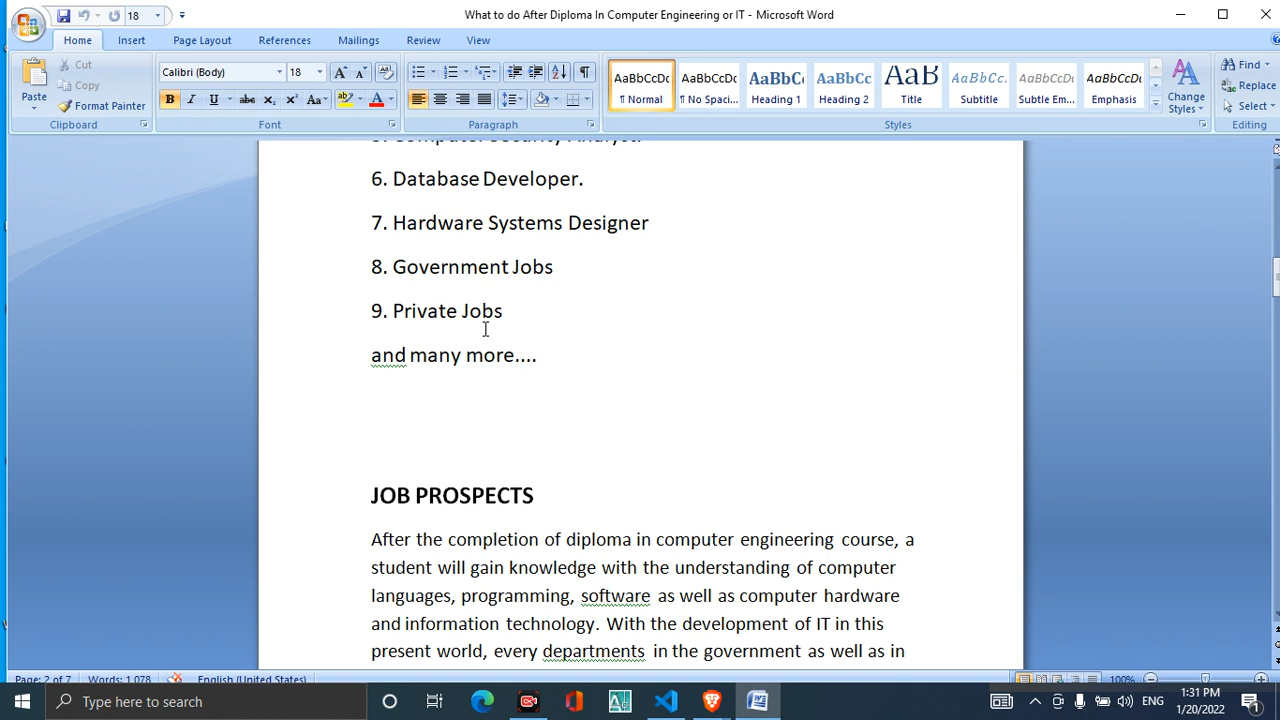 What to do After Diploma In Computer Engineering or IT - Microsoft Word
Home Insert Page Layout References Mailings Review View
Paste
Cut
Copy
Format Painter
Clipboard
Calibri (Body) 18
B I U abc x₂ x² Aa
Font
Paragraph
AaBbCcDc AaBbCcDc AaBbCc AaBbCc AaB AaBbCc. AaBbCcDc AaBbCcDc
¶ Normal ¶ No Spaci... Heading 1 Heading 2 Title Subtitle Subtle Em... Emphasis
Change Styles
Styles
Find
Replace
Select
Editing
6. Database Developer.
7. Hardware Systems Designer
8. Government Jobs
9. Private Jobs
and many more....
JOB PROSPECTS
After the completion of diploma in computer engineering course, a
student will gain knowledge with the understanding of computer
languages, programming, software as well as computer hardware
and information technology. With the development of IT in this
present world, every departments in the government as well as in
Page: 2 of 7 Words: 1,078 English (United States) 100%
Type here to search
ENG
1:31 PM
1/20/2022